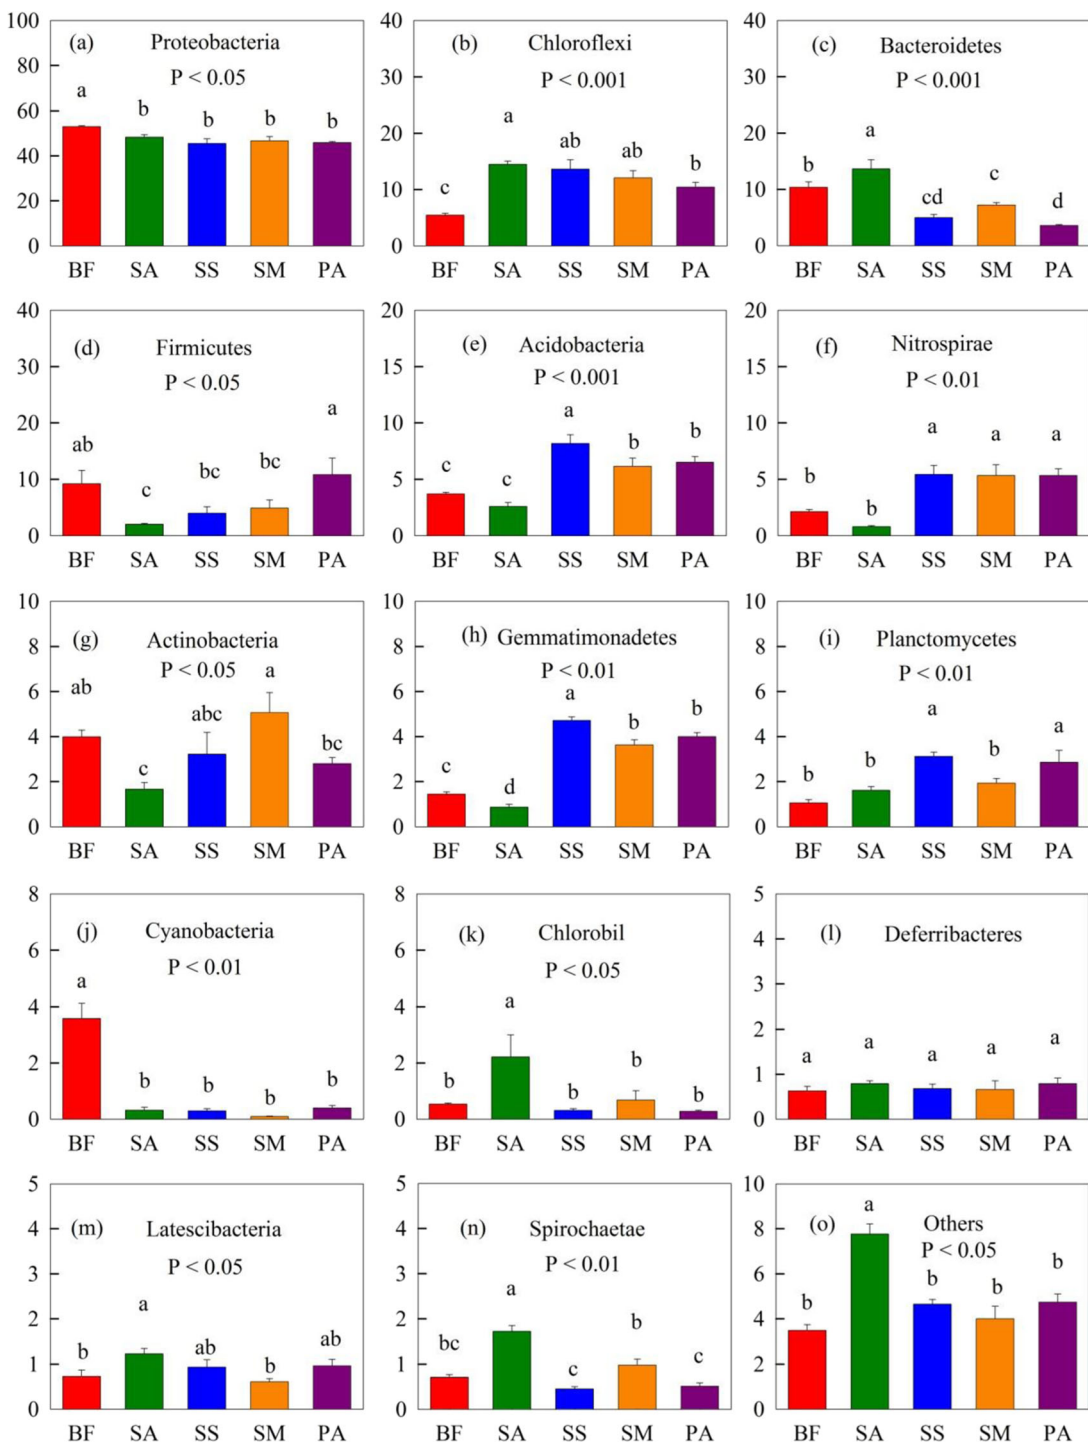 100
80
60
40
20
0
(a) Proteobacteria
P < 0.05
a b b b b
BF SA SS SM PA
40
30
20
10
0
(b) Chloroflexi
P < 0.001
c a ab ab b
BF SA SS SM PA
40
30
20
10
0
(c) Bacteroidetes
P < 0.001
b a cd c d
BF SA SS SM PA
40
30
20
10
0
(d) Firmicutes
P < 0.05
ab c bc bc a
BF SA SS SM PA
20
15
10
5
0
(e) Acidobacteria
P < 0.001
c c a b b
BF SA SS SM PA
20
15
10
5
0
(f) Nitrospirae
P < 0.01
b b a a a
BF SA SS SM PA
10
8
6
4
2
0
(g) Actinobacteria
P < 0.05
ab c abc a bc
BF SA SS SM PA
10
8
6
4
2
0
(h) Gemmatimonadetes
P < 0.01
c d a b b
BF SA SS SM PA
10
8
6
4
2
0
(i) Planctomycetes
P < 0.01
b b a b a
BF SA SS SM PA
8
6
4
2
0
(j) Cyanobacteria
P < 0.01
a b b b b
BF SA SS SM PA
8
6
4
2
0
(k) Chlorobil
P < 0.05
b a b b b
BF SA SS SM PA
5
4
3
2
1
0
(l) Deferribacteres
a a a a a
BF SA SS SM PA
5
4
3
2
1
0
(m) Latescibacteria
P < 0.05
b a ab b ab
BF SA SS SM PA
5
4
3
2
1
0
(n) Spirochaetae
P < 0.01
bc a c b c
BF SA SS SM PA
10
8
6
4
2
0
(o) Others
P < 0.05
b a b b b
BF SA SS SM PA